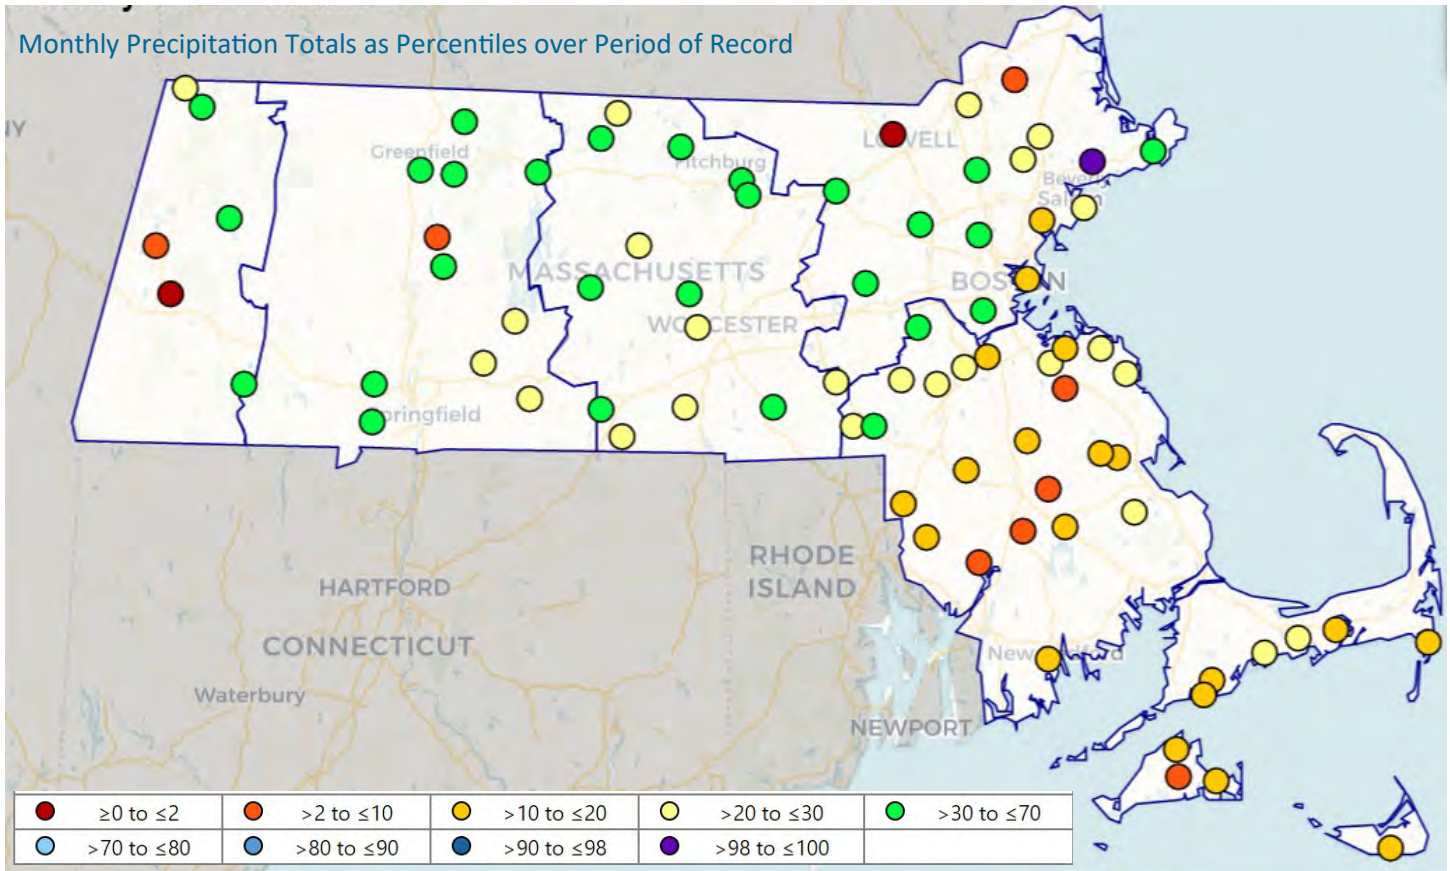 Monthly Precipitation Totals as Percentiles over Period of Record
Greenfield
Fitchburg
LOWELL
Beverly
Salem
MASSACHUSETTS
BOSTON
WORCESTER
Springfield
RHODE
ISLAND
HARTFORD
CONNECTICUT
New Bedford
Waterbury
NEWPORT
≥0 to ≤2
>2 to ≤10
>10 to ≤20
>20 to ≤30
>30 to ≤70
>70 to ≤80
>80 to ≤90
>90 to ≤98
>98 to ≤100